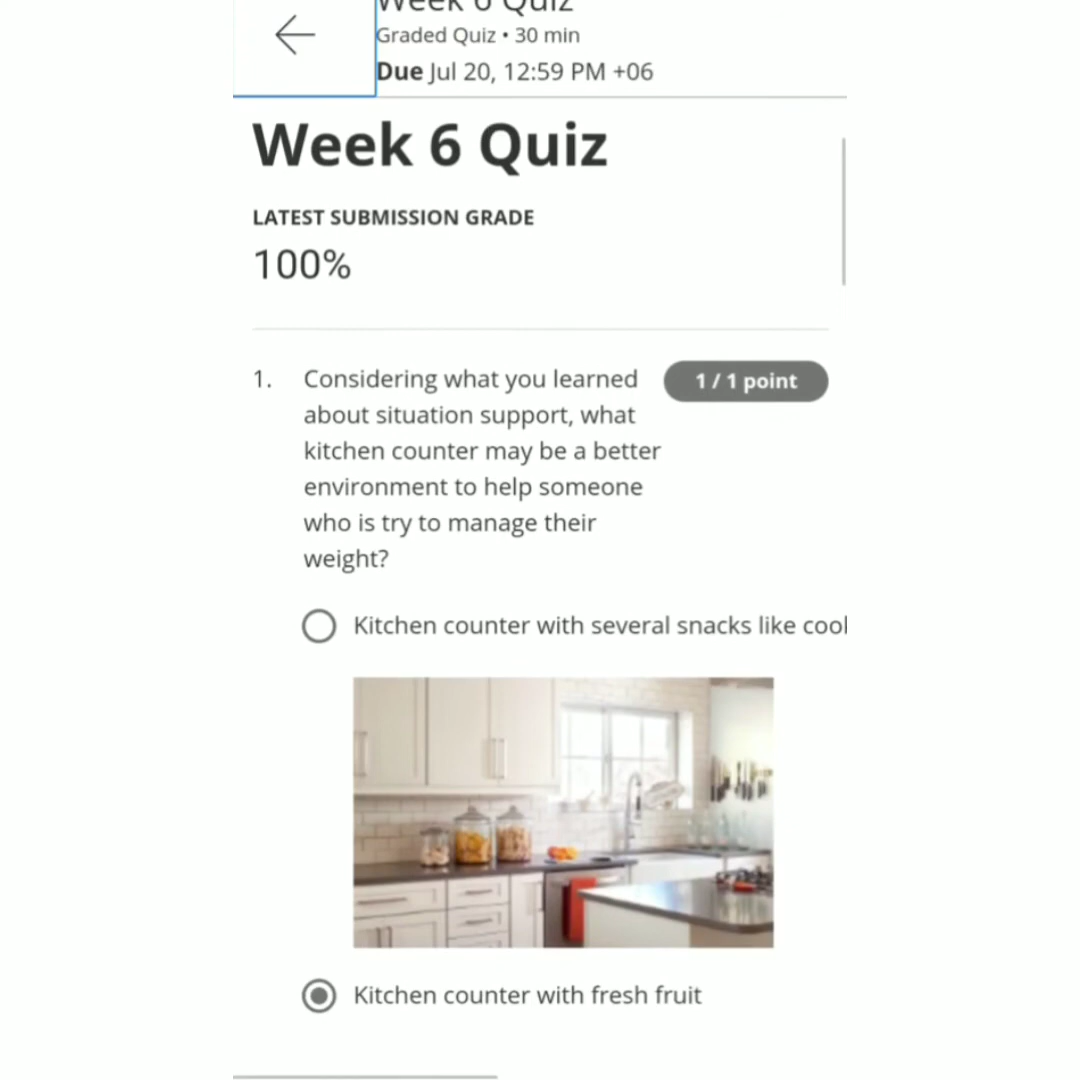 Week 6 Quiz
Graded Quiz • 30 min
Due Jul 20, 12:59 PM +06
Week 6 Quiz
LATEST SUBMISSION GRADE
100%
1. Considering what you learned
1 / 1 point
about situation support, what
kitchen counter may be a better
environment to help someone
who is try to manage their
weight?
Kitchen counter with several snacks like
Kitchen counter with fresh fruit